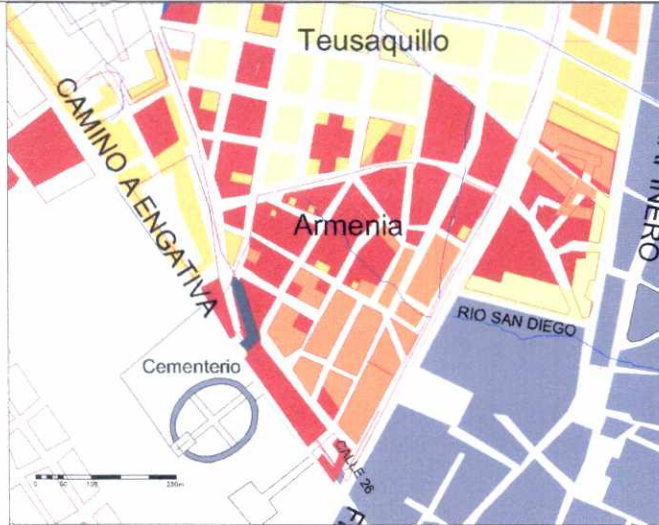 Teusaquillo
CAMINO A ENGATIVA
Armenia
RIO SAN DIEGO
Cementerio
CALLE 26